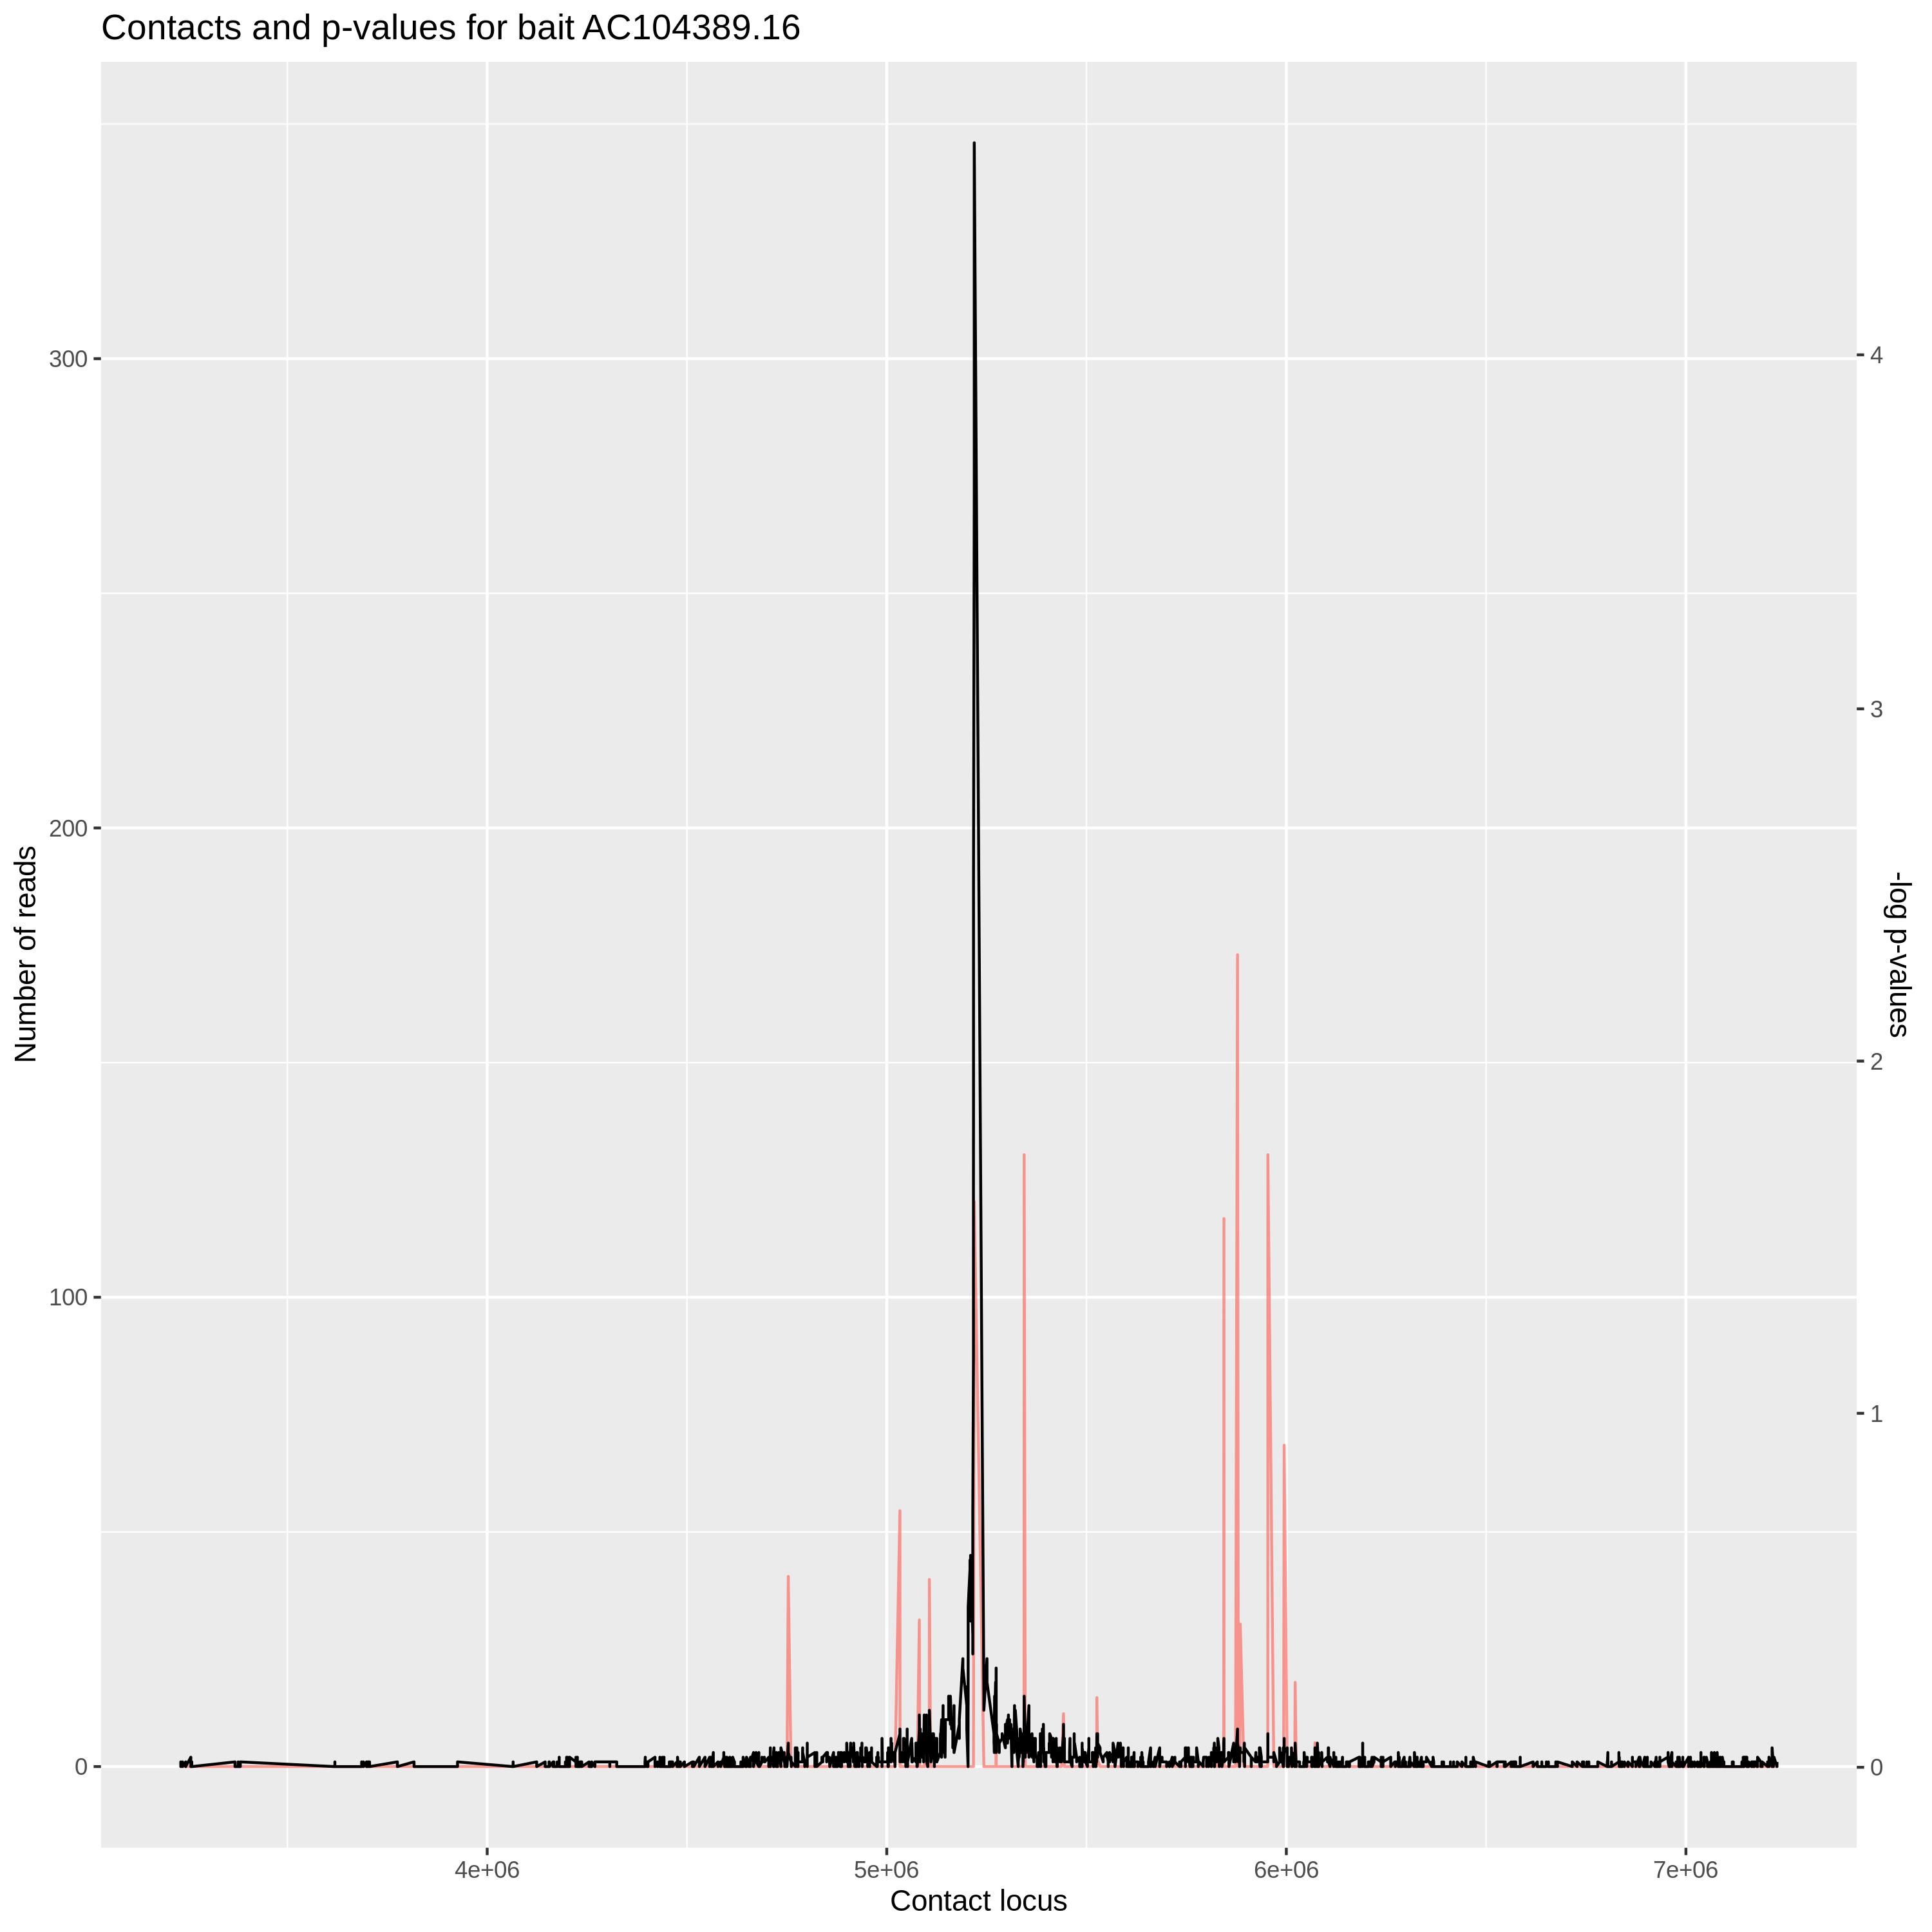 Contacts and p-values for bait AC104389.16
Number of reads
300
200
100
0
4
3
2
1
0
-log p-values
4e+06
5e+06
6e+06
7e+06
Contact locus